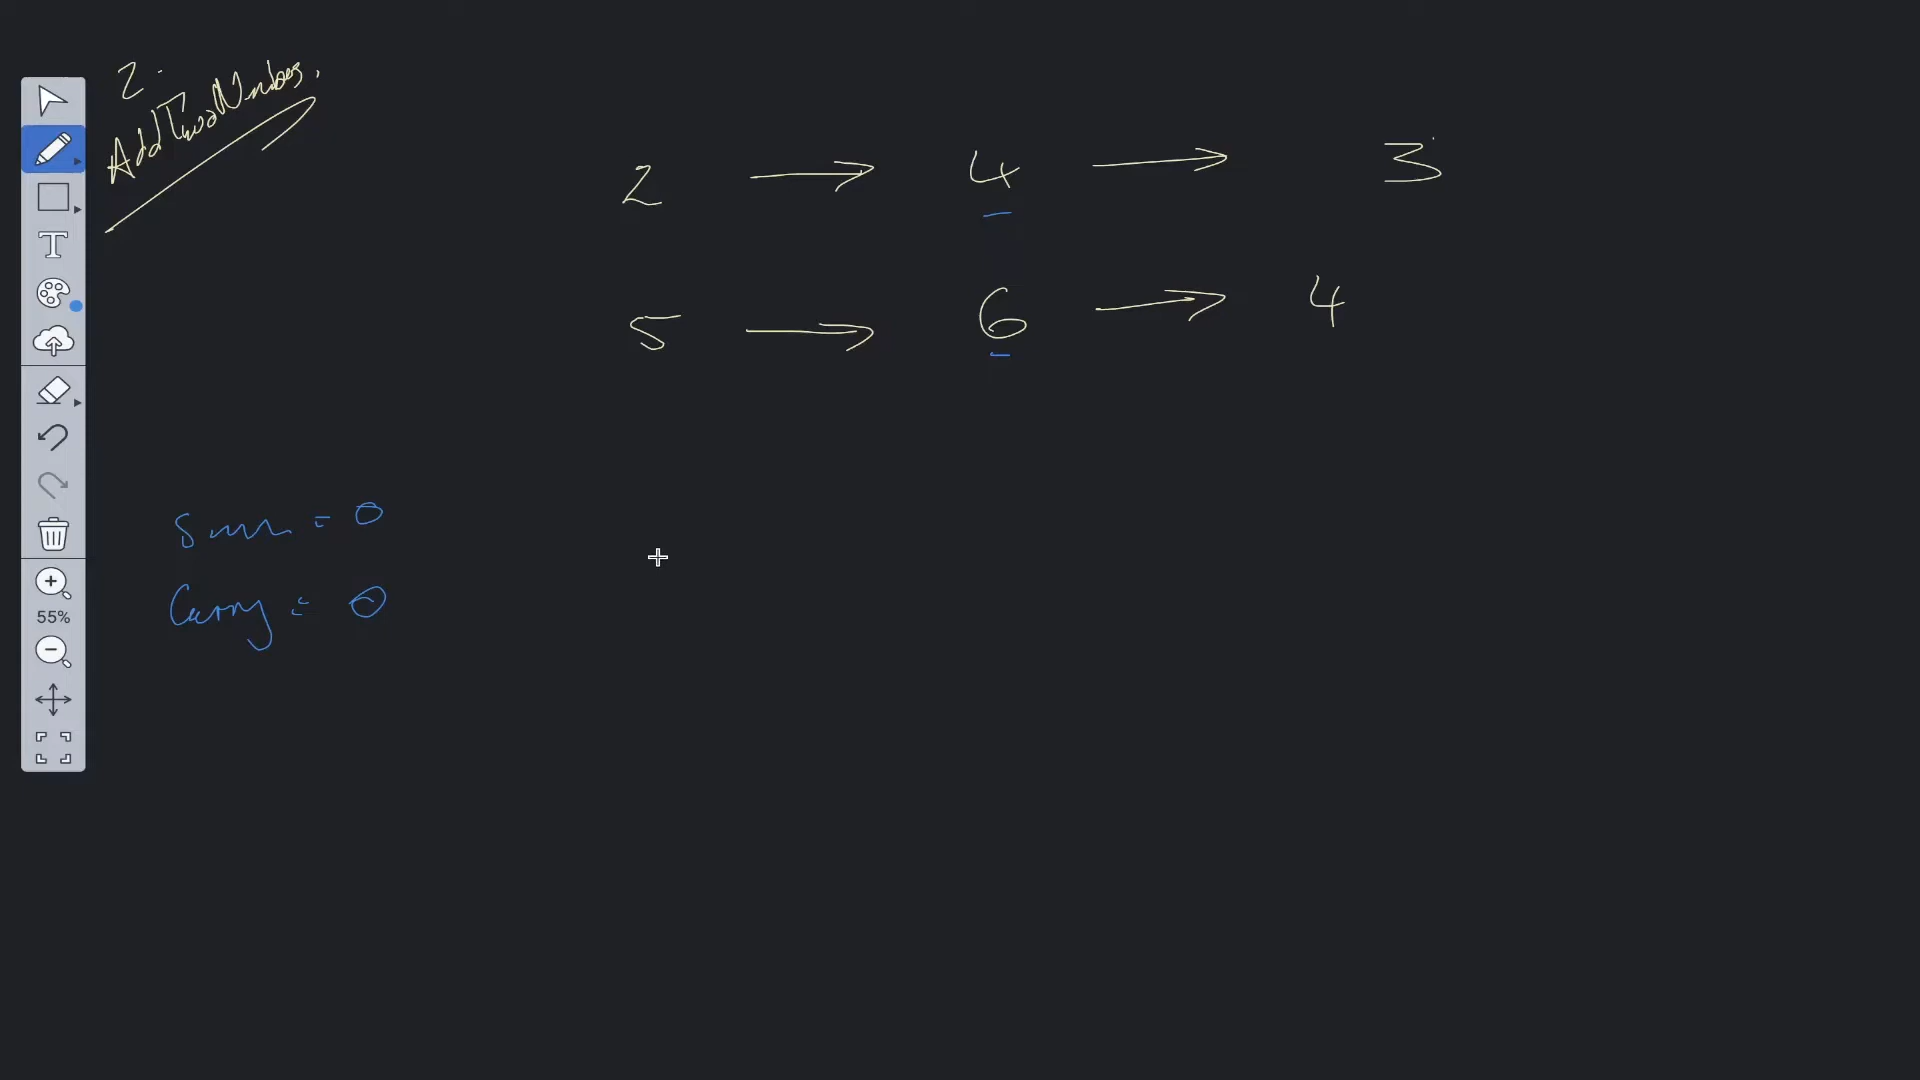 2.
AddTwoNumbers.
2 → 4 → 3
5 → 6 → 4
Sum = 0
Carry = 0
T
55%